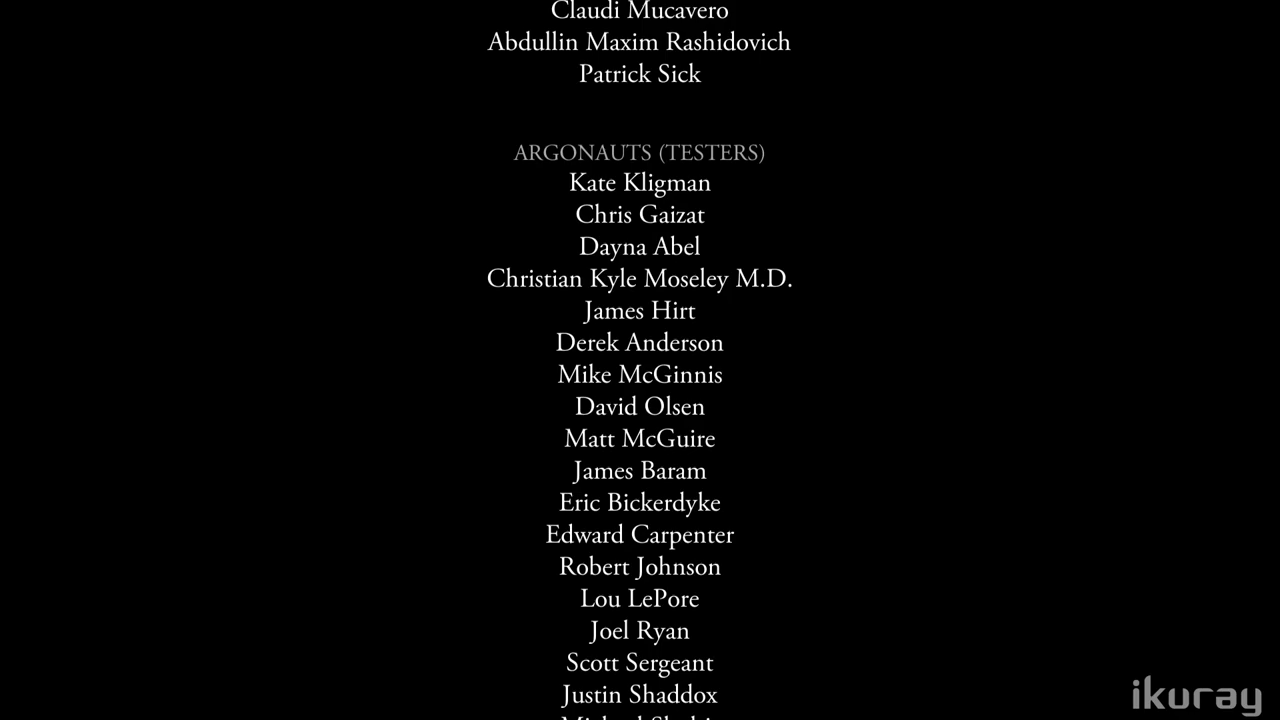 Claudi Mucavero
Abdullin Maxim Rashidovich
Patrick Sick
ARGONAUTS (TESTERS)
Kate Kligman
Chris Gaizat
Dayna Abel
Christian Kyle Moseley M.D.
James Hirt
Derek Anderson
Mike McGinnis
David Olsen
Matt McGuire
James Baram
Eric Bickerdyke
Edward Carpenter
Robert Johnson
Lou LePore
Joel Ryan
Scott Sergeant
Justin Shaddox
Michael
ikuray